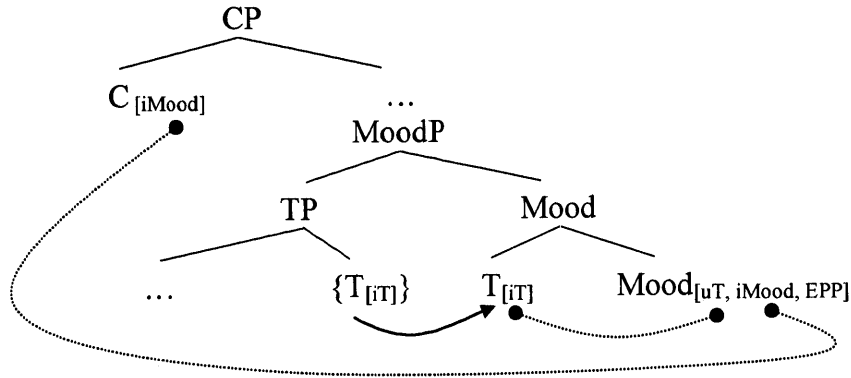 CP
C[iMood] ...
MoodP
TP Mood
... {T[iT]} T[iT] Mood[uT, iMood, EPP]